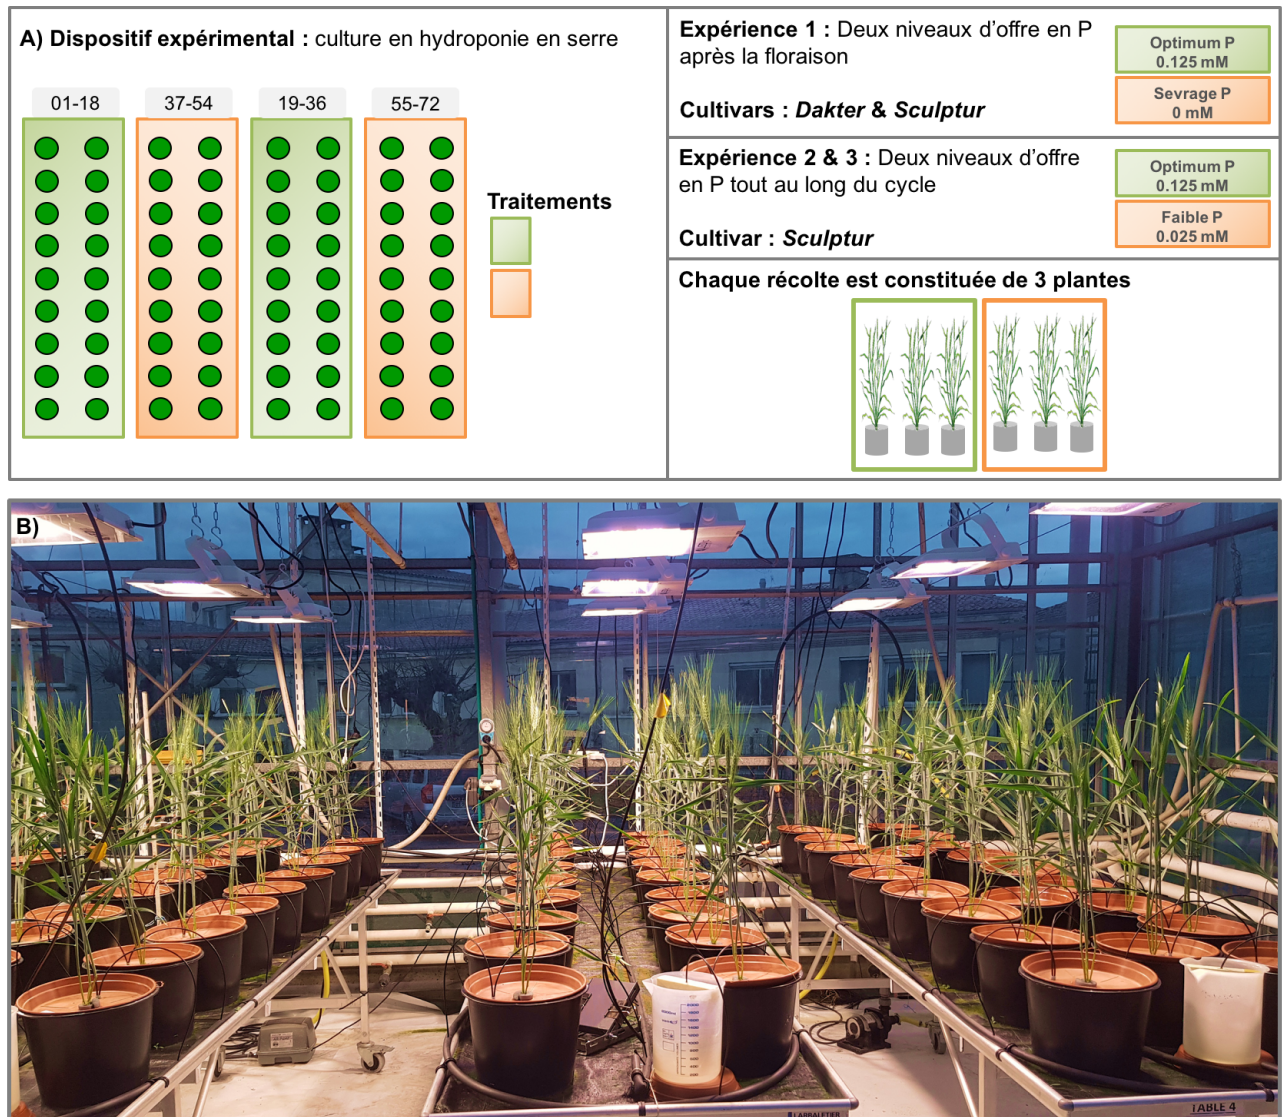 A) Dispositif expérimental : culture en hydroponie en serre
01-18
37-54
19-36
55-72
Traitements
Expérience 1 : Deux niveaux d'offre en P
après la floraison
Optimum P
0.125 mM
Sevrage P
0 mM
Cultivars : Dakter & Sculptur
Expérience 2 & 3 : Deux niveaux d'offre
en P tout au long du cycle
Optimum P
0.125 mM
Faible P
0.025 mM
Cultivar : Sculptur
Chaque récolte est constituée de 3 plantes
B)
TABLE 4